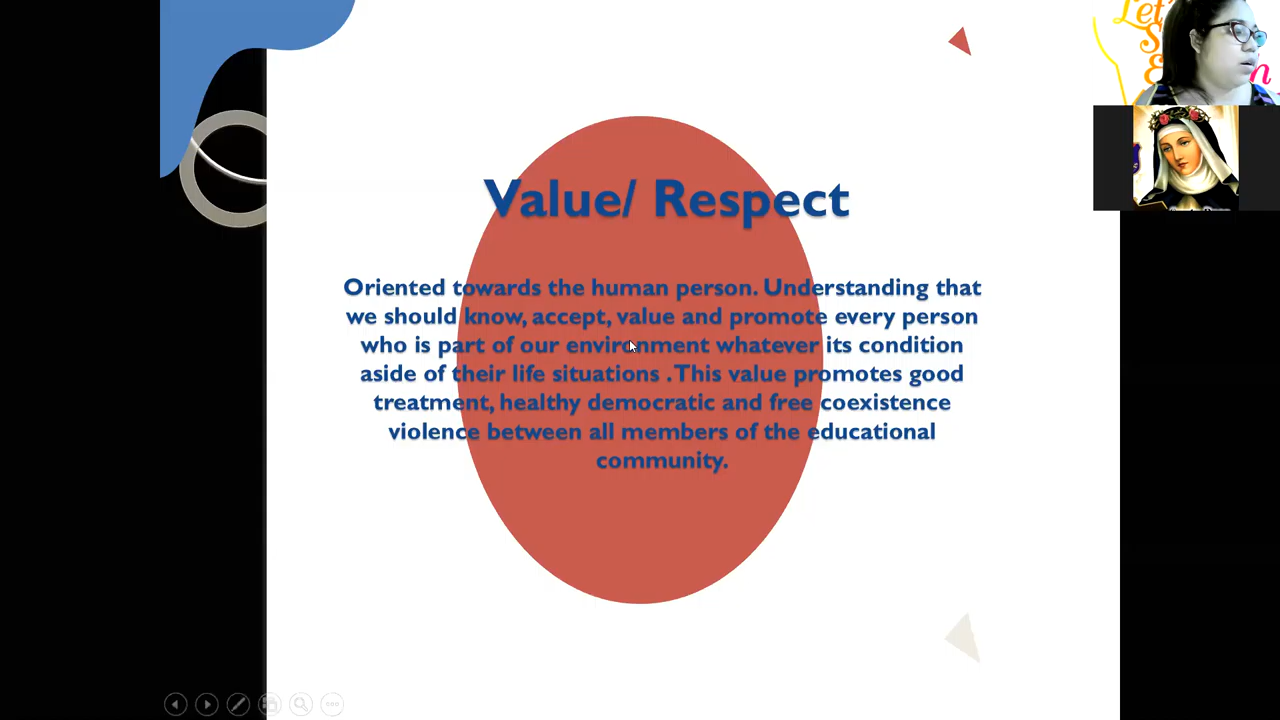 Value/ Respect
Oriented towards the human person. Understanding that
we should know, accept, value and promote every person
who is part of our environment whatever its condition
aside of their life situations . This value promotes good
treatment, healthy democratic and free coexistence
violence between all members of the educational
community.
Let's